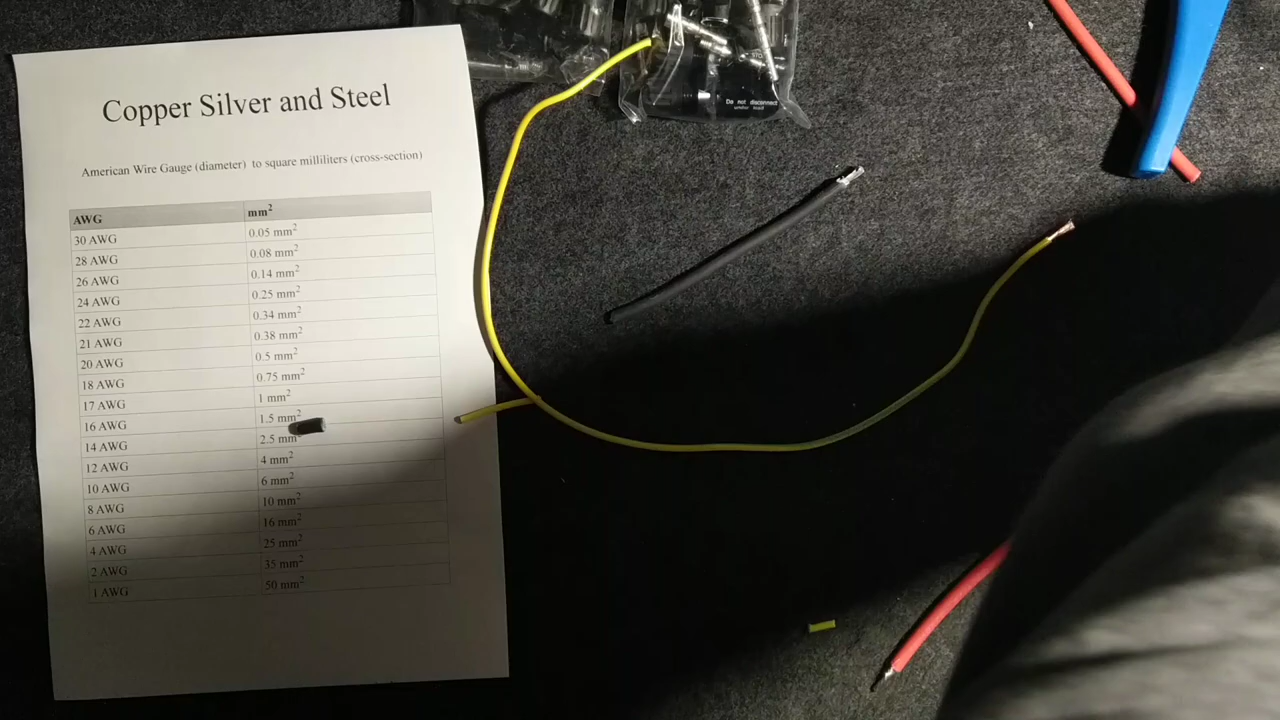 Copper Silver and Steel
American Wire Gauge (diameter) to square milliliters (cross-section)
AWG mm²
30 AWG 0.05 mm²
28 AWG 0.08 mm²
26 AWG 0.14 mm²
24 AWG 0.25 mm²
22 AWG 0.34 mm²
21 AWG 0.38 mm²
20 AWG 0.5 mm²
18 AWG 0.75 mm²
17 AWG 1 mm²
16 AWG 1.5 mm²
14 AWG 2.5 mm²
12 AWG 4 mm²
10 AWG 6 mm²
8 AWG 10 mm²
6 AWG 16 mm²
4 AWG 25 mm²
2 AWG 35 mm²
1 AWG 50 mm²
Do not disconnect
under load